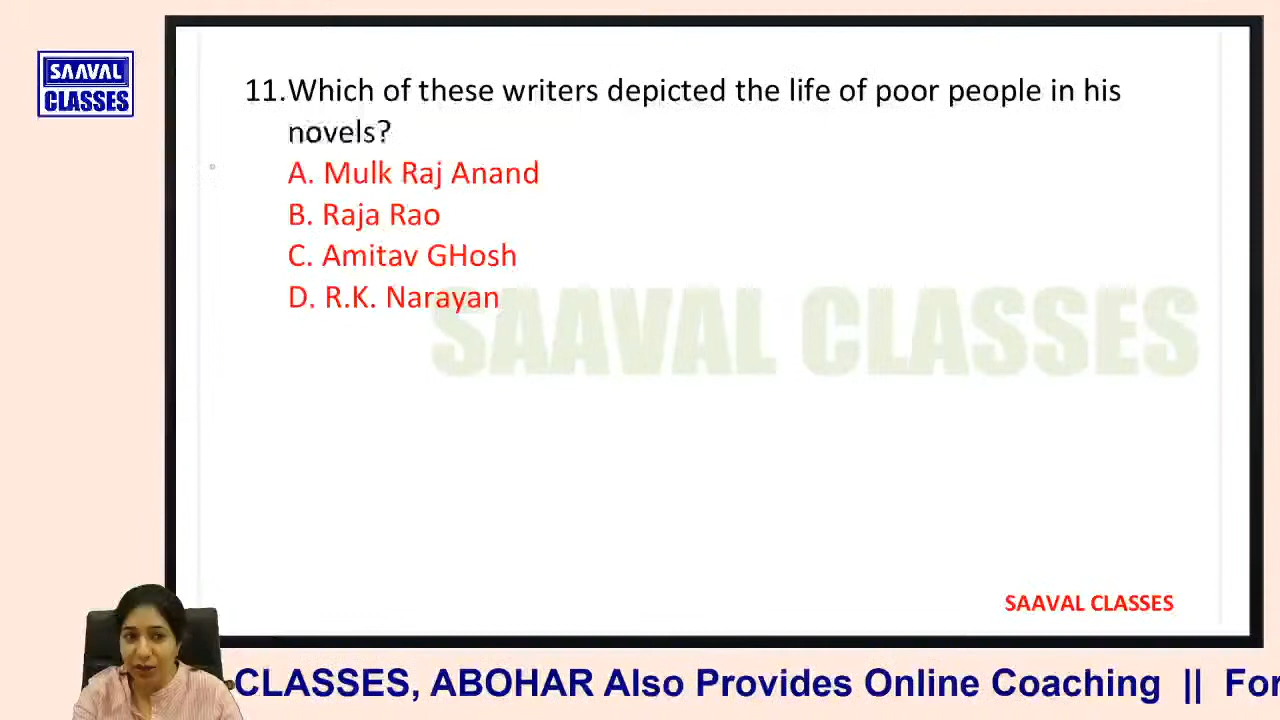 SAAVAL
CLASSES
11.Which of these writers depicted the life of poor people in his
novels?
A. Mulk Raj Anand
B. Raja Rao
C. Amitav GHosh
D. R.K. Narayan
SAAVAL CLASSES
SAAVAL CLASSES
CLASSES, ABOHAR Also Provides Online Coaching || For